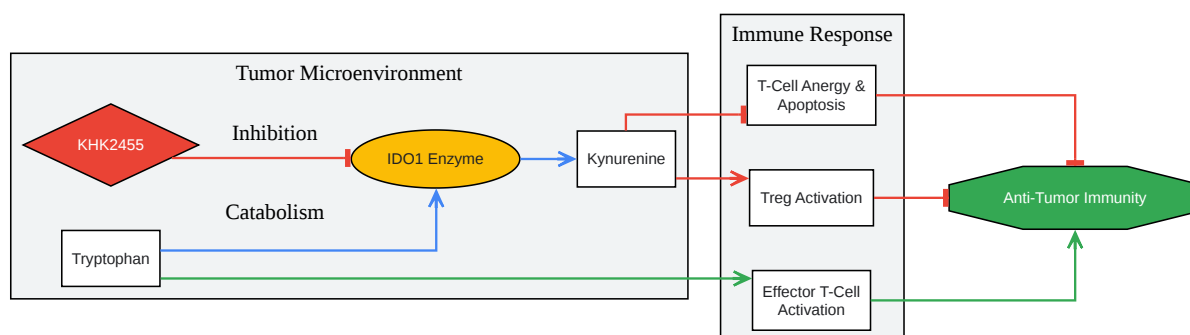 Immune Response
Tumor Microenvironment
T-Cell Anergy &
Apoptosis
KHK2455
Inhibition
IDO1 Enzyme
Kynurenine
Treg Activation
Anti-Tumor Immunity
Catabolism
Tryptophan
Effector T-Cell
Activation